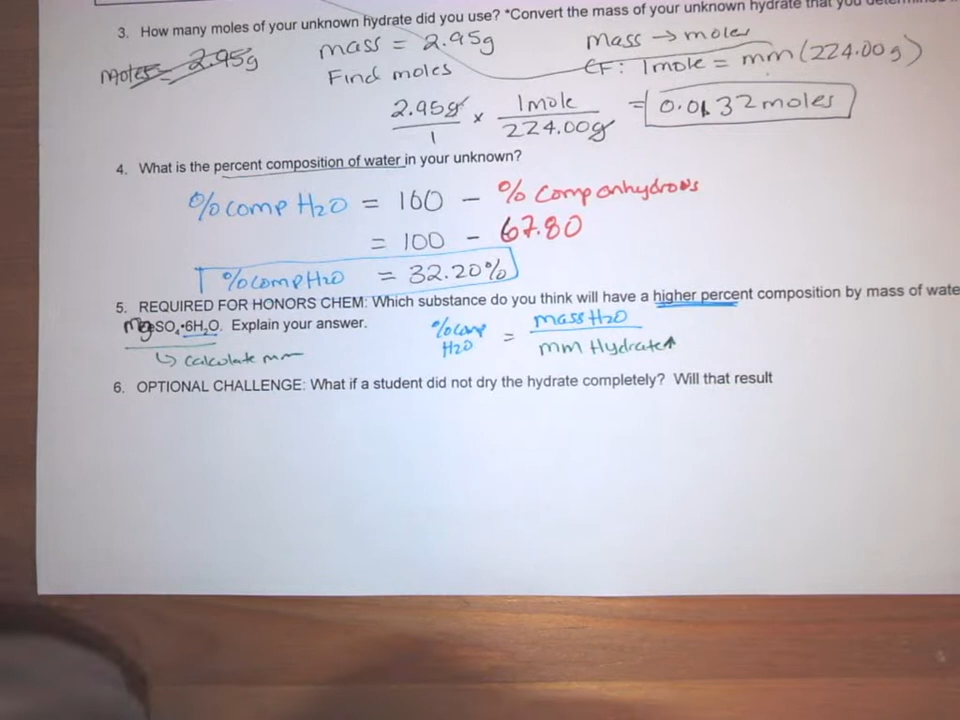 3. How many moles of your unknown hydrate did you use? *Convert the mass of your unknown hydrate that you
Moles = 2.95g
mass = 2.95g
Mass → moles
Find moles
CF: 1mole = mm (224.00g)
2.95g / 1 × 1mole / 224.00g = 0.0132 moles
4. What is the percent composition of water in your unknown?
% comp H2O = 100 - % comp anhydrous
= 100 - 67.80
% comp H2O = 32.20%
5. REQUIRED FOR HONORS CHEM: Which substance do you think will have a higher percent composition by mass of wate
MgSO4•6H2O. Explain your answer.
% comp H2O = mass H2O / mm Hydrate↑
↳ calculate mm
6. OPTIONAL CHALLENGE: What if a student did not dry the hydrate completely? Will that result